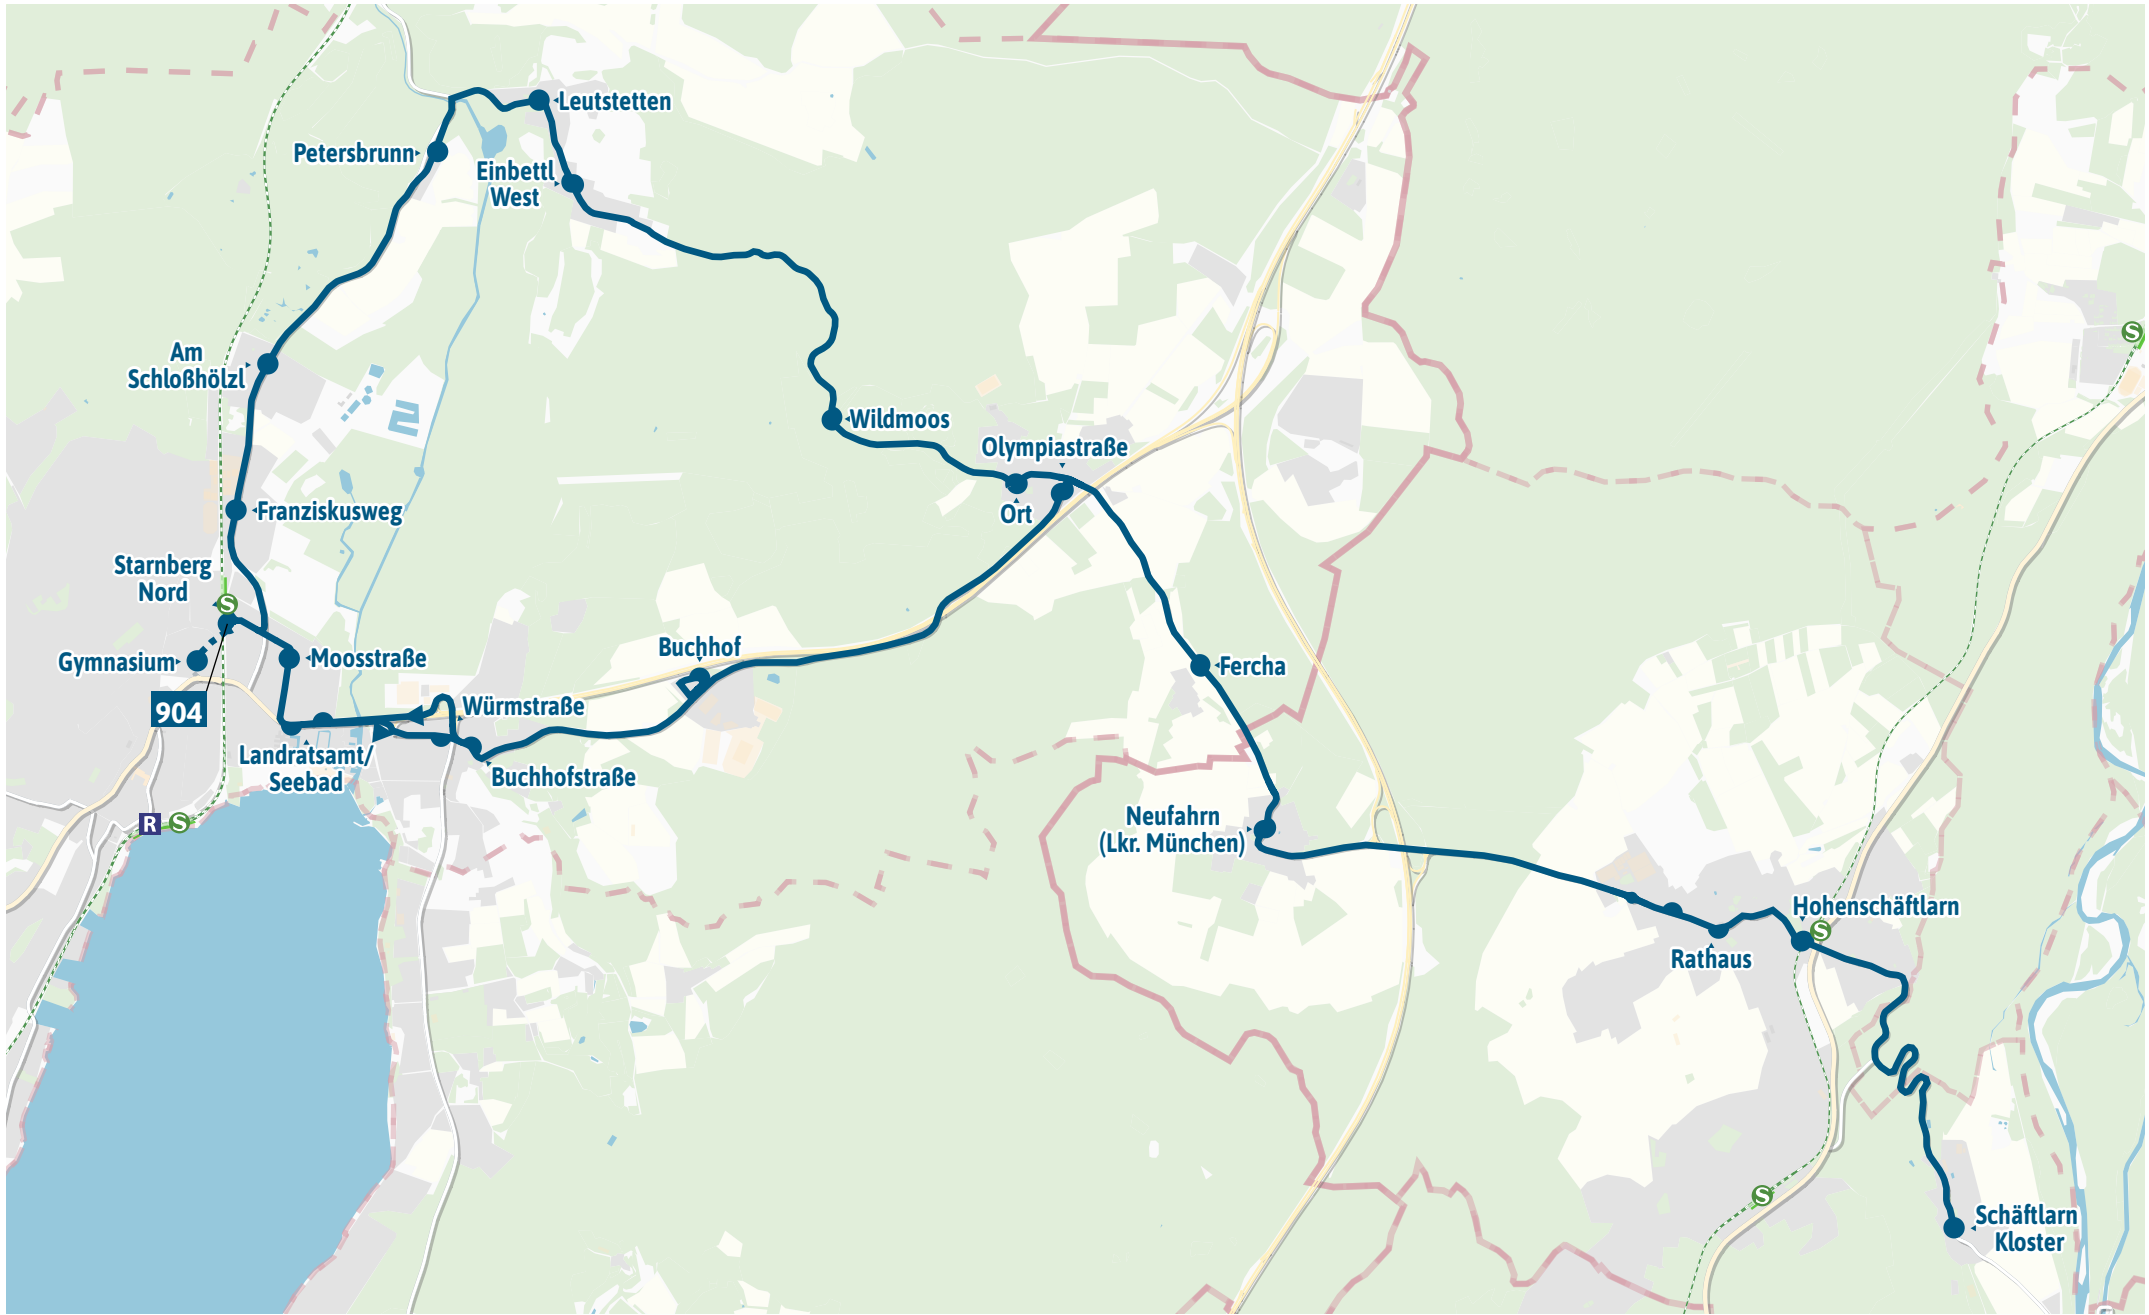 Leutstetten
Petersbrunn
Einbettl
West
Am
Schloßhölzl
Wildmoos
Olympiastraße
Ort
Franziskusweg
Starnberg
Nord
S
Gymnasium
Moosstraße
904
Buchhof
Fercha
Würmstraße
Landratsamt/
Seebad
Buchhofstraße
R
S
Neufahrn
(Lkr. München)
Hohenschäftlarn
S
Rathaus
S
S
Schäftlarn
Kloster